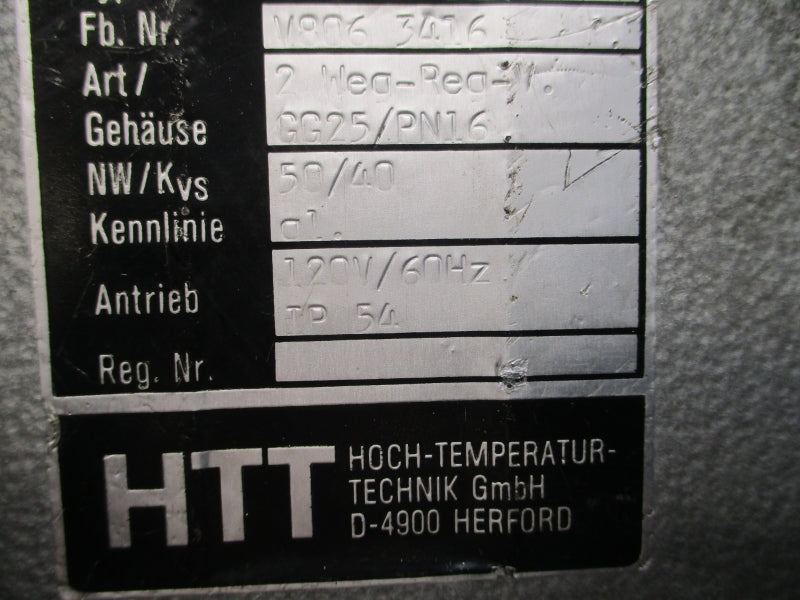 Fb. Nr. V806 3416
Art/ 2 Weg-Reg-V.
Gehäuse GG25/PN16
NW/Kvs 50/40
Kennlinie gl.
Antrieb 120V/60Hz
IP 54
Reg. Nr.
HTT HOCH-TEMPERATUR-
TECHNIK GmbH
D-4900 HERFORD